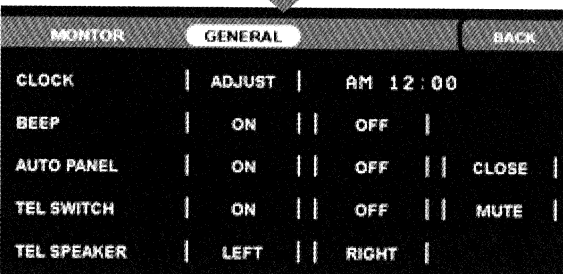 MONTOR GENERAL BACK
CLOCK ADJUST AM 12:00
BEEP ON OFF
AUTO PANEL ON OFF CLOSE
TEL SWITCH ON OFF MUTE
TEL SPEAKER LEFT RIGHT